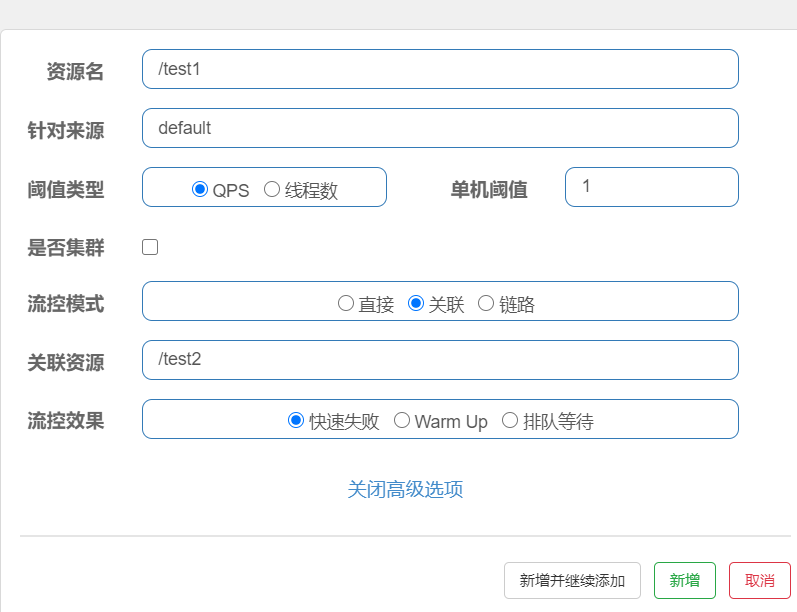 资源名 /test1
针对来源 default
阈值类型 QPS 线程数 单机阈值 1
是否集群
流控模式 直接 关联 链路
关联资源 /test2
流控效果 快速失败 Warm Up 排队等待
关闭高级选项
新增并继续添加 新增 取消